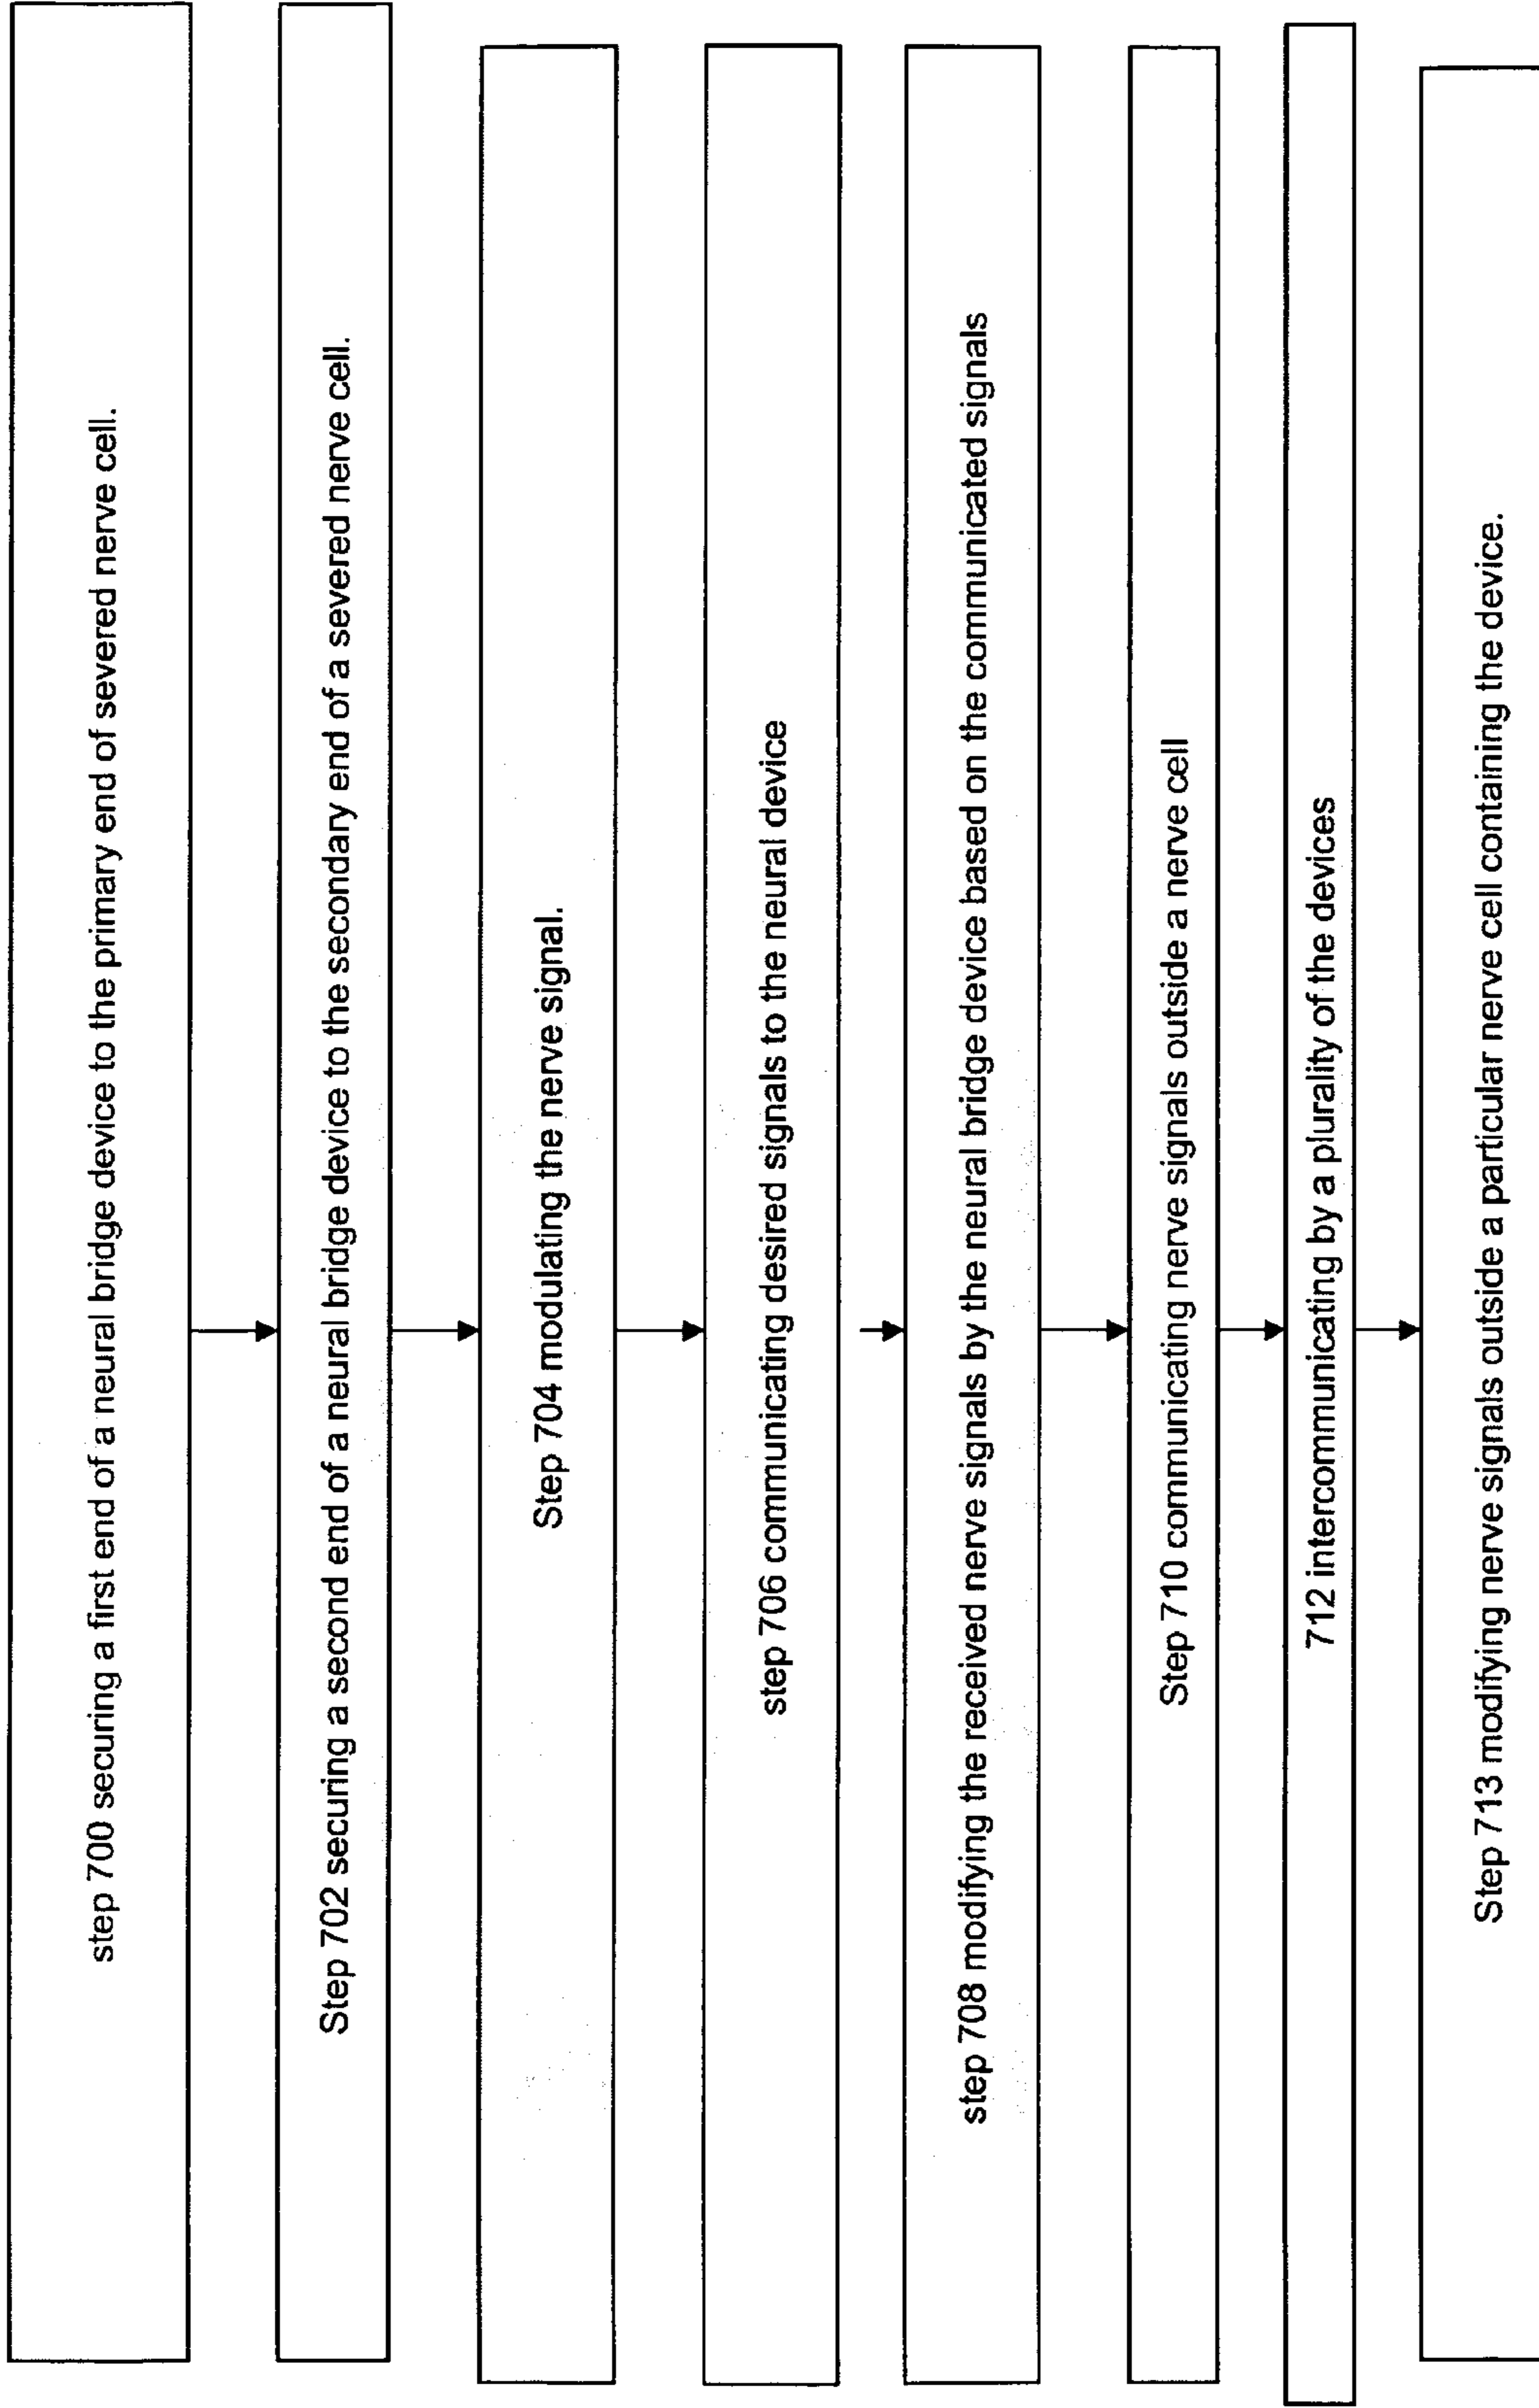 step 700 securing a first end of a neural bridge device to the primary end of severed nerve cell.
Step 702 securing a second end of a neural bridge device to the secondary end of a severed nerve cell.
Step 704 modulating the nerve signal.
step 706 communicating desired signals to the neural device
step 708 modifying the received nerve signals by the neural bridge device based on the communicated signals
Step 710 communicating nerve signals outside a nerve cell
712 intercommunicating by a plurality of the devices
Step 713 modifying nerve signals outside a particular nerve cell containing the device.